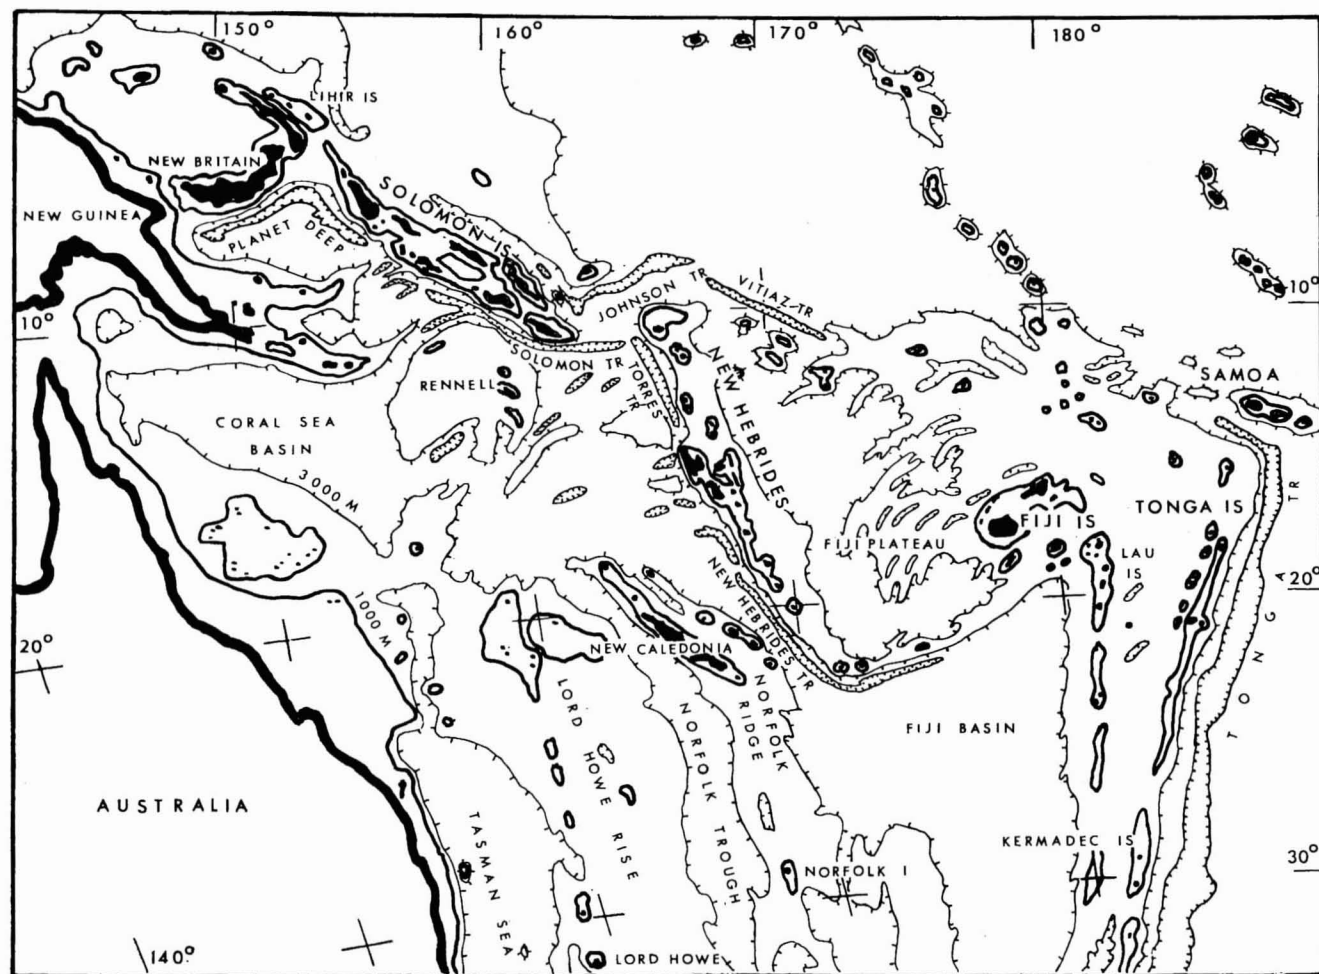 150°
160°
170°
180°
LIHIR IS
NEW BRITAIN
SOLOMON IS
NEW GUINEA
PLANET DEEP
JOHNSON TR
VITIAZ TR
10°
10°
SOLOMON TR
TORRES TR
NEW HEBRIDES
RENNELL
SAMOA
CORAL SEA
BASIN
3000 M
TONGA IS
FIJI IS
FIJI PLATEAU
LAU
IS
TONGA TR
20°
20°
1000 M
NEW HEBRIDES TR
NEW CALEDONIA
LORD HOWE RISE
NORFOLK TROUGH
NORFOLK
RIDGE
FIJI BASIN
AUSTRALIA
TASMAN SEA
KERMADEC IS
30°
NORFOLK I
140°
LORD HOWE